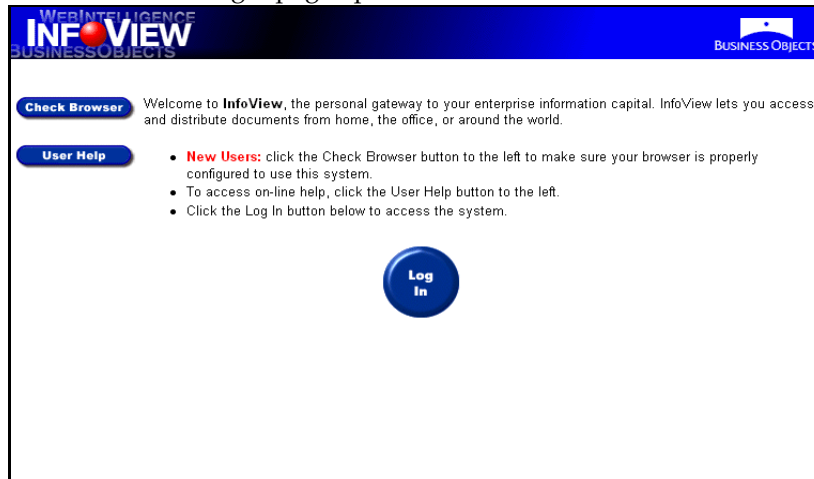 WEBINTELLIGENCE
INFOVIEW
BUSINESSOBJECTS
BUSINESS OBJECTS
Check Browser
Welcome to InfoView, the personal gateway to your enterprise information capital. InfoView lets you access
and distribute documents from home, the office, or around the world.
User Help
• New Users: click the Check Browser button to the left to make sure your browser is properly
configured to use this system.
• To access on-line help, click the User Help button to the left.
• Click the Log In button below to access the system.
Log
In